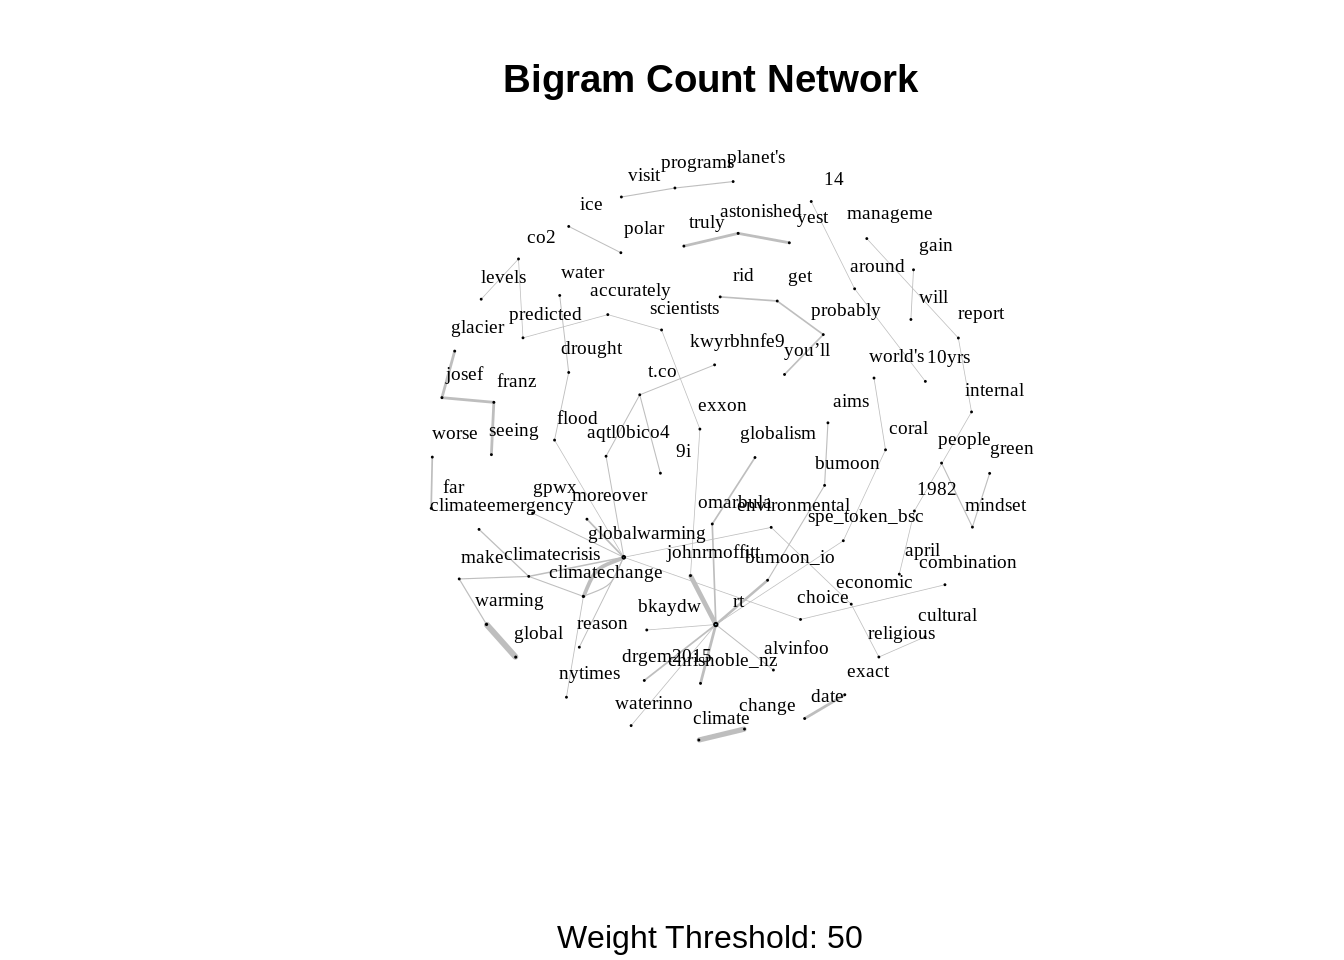 Bigram Count Network
planet's
programs
visit
14
ice
astonished
manageme
truly
yest
polar
co2
gain
around
water
levels
rid
get
accurately
will
scientists
probably
predicted
report
glacier
kwyrbhnfe9
drought
you'll
world's
10yrs
josef
t.co
franz
internal
aims
exxon
flood
coral
worse
seeing
aqtl0bico4
globalism
people
green
9i
bumoon
far
gpwx
moreover
1982
climateemergency
omarbula
environmental
mindset
spe_token_bsc
globalwarming
make
climatecrisis
johnrmoffitt
bumoon_io
april
combination
climatechange
economic
warming
bkaydw
rt
choice
cultural
global
reason
religious
drgem2015
chrisnoble_nz
alvinfoo
nytimes
exact
waterinno
change
date
climate
Weight Threshold: 50